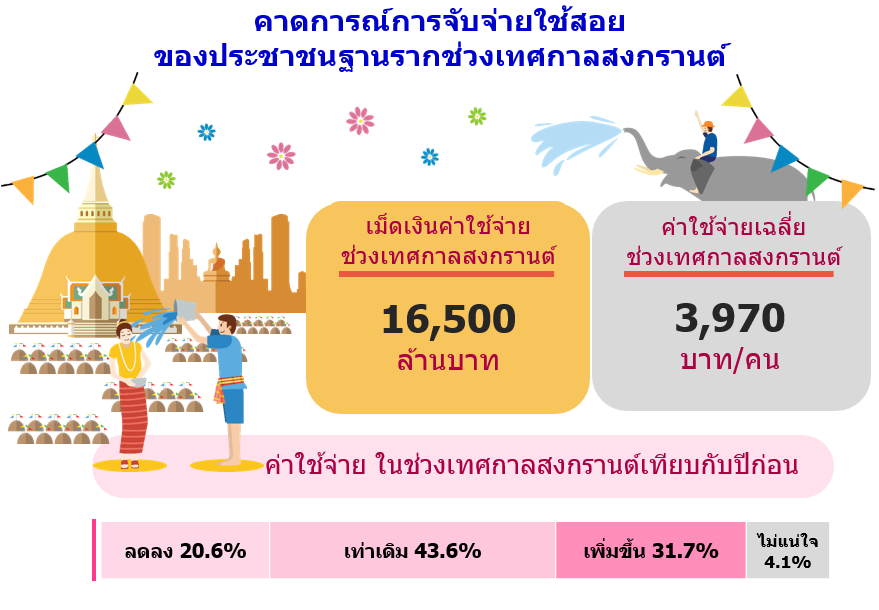 คาดการณ์การจับจ่ายใช้สอย
ของประชาชนฐานรากช่วงเทศกาลสงกรานต์
เม็ดเงินค่าใช้จ่าย
ช่วงเทศกาลสงกรานต์
16,500
ล้านบาท
ค่าใช้จ่ายเฉลี่ย
ช่วงเทศกาลสงกรานต์
3,970
บาท/คน
ค่าใช้จ่าย ในช่วงเทศกาลสงกรานต์เทียบกับปีก่อน
ลดลง 20.6%
เท่าเดิม 43.6%
เพิ่มขึ้น 31.7%
ไม่แน่ใจ
4.1%